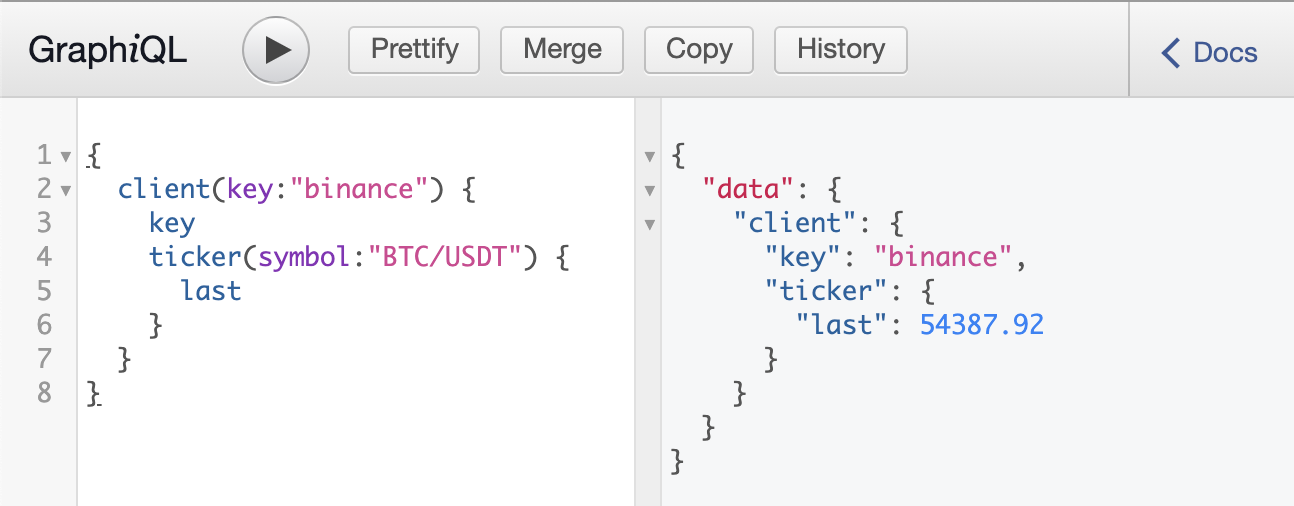 GraphiQL Prettify Merge Copy History Docs
1 {
2 client(key:"binance") {
3 key
4 ticker(symbol:"BTC/USDT") {
5 last
6 }
7 }
8 }
{
"data": {
"client": {
"key": "binance",
"ticker": {
"last": 54387.92
}
}
}
}